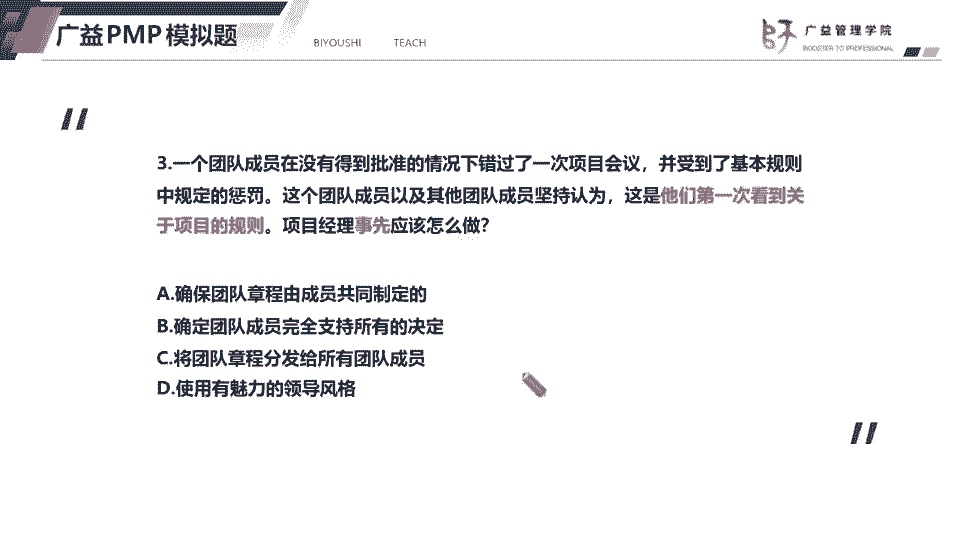 广益PMP模拟题
BIYOUSHI TEACH
广益管理学院
BOOSTER TO PROFESSIONAL
3.一个团队成员在没有得到批准的情况下错过了一次项目会议，并受到了基本规则
中规定的惩罚。这个团队成员以及其他团队成员坚持认为，这是他们第一次看到关
于项目的规则。项目经理事先应该怎么做？
A.确保团队章程由成员共同制定的
B.确定团队成员完全支持所有的决定
C.将团队章程分发给所有团队成员
D.使用有魅力的领导风格